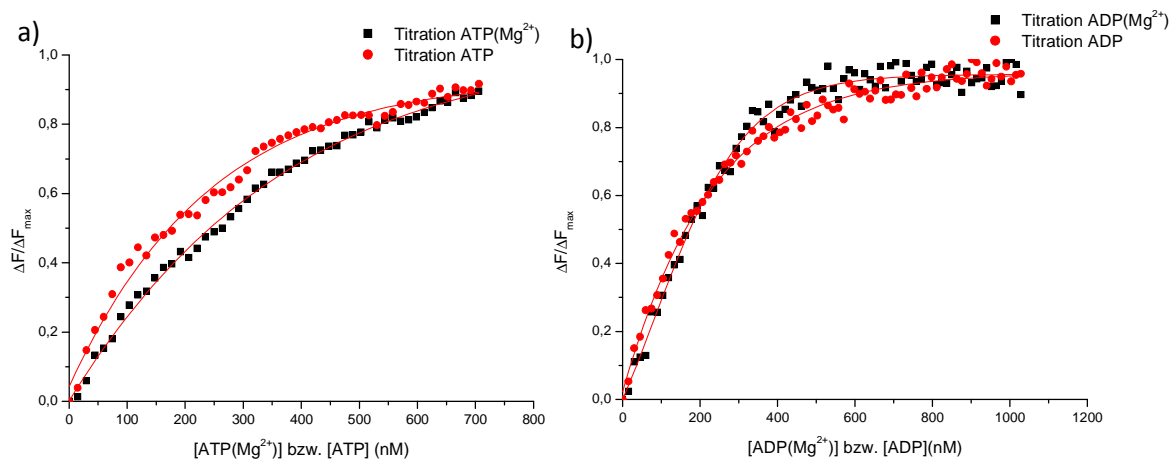 a)
Titration ATP(Mg²⁺)
Titration ATP
1,0
0,8
0,6
0,4
0,2
0,0
ΔF/ΔF_max
0 100 200 300 400 500 600 700 800
[ATP(Mg²⁺)] bzw. [ATP] (nM)
b)
Titration ADP(Mg²⁺)
Titration ADP
1,0
0,8
0,6
0,4
0,2
0,0
ΔF/ΔF_max
0 200 400 600 800 1000 1200
[ADP(Mg²⁺)] bzw. [ADP](nM)